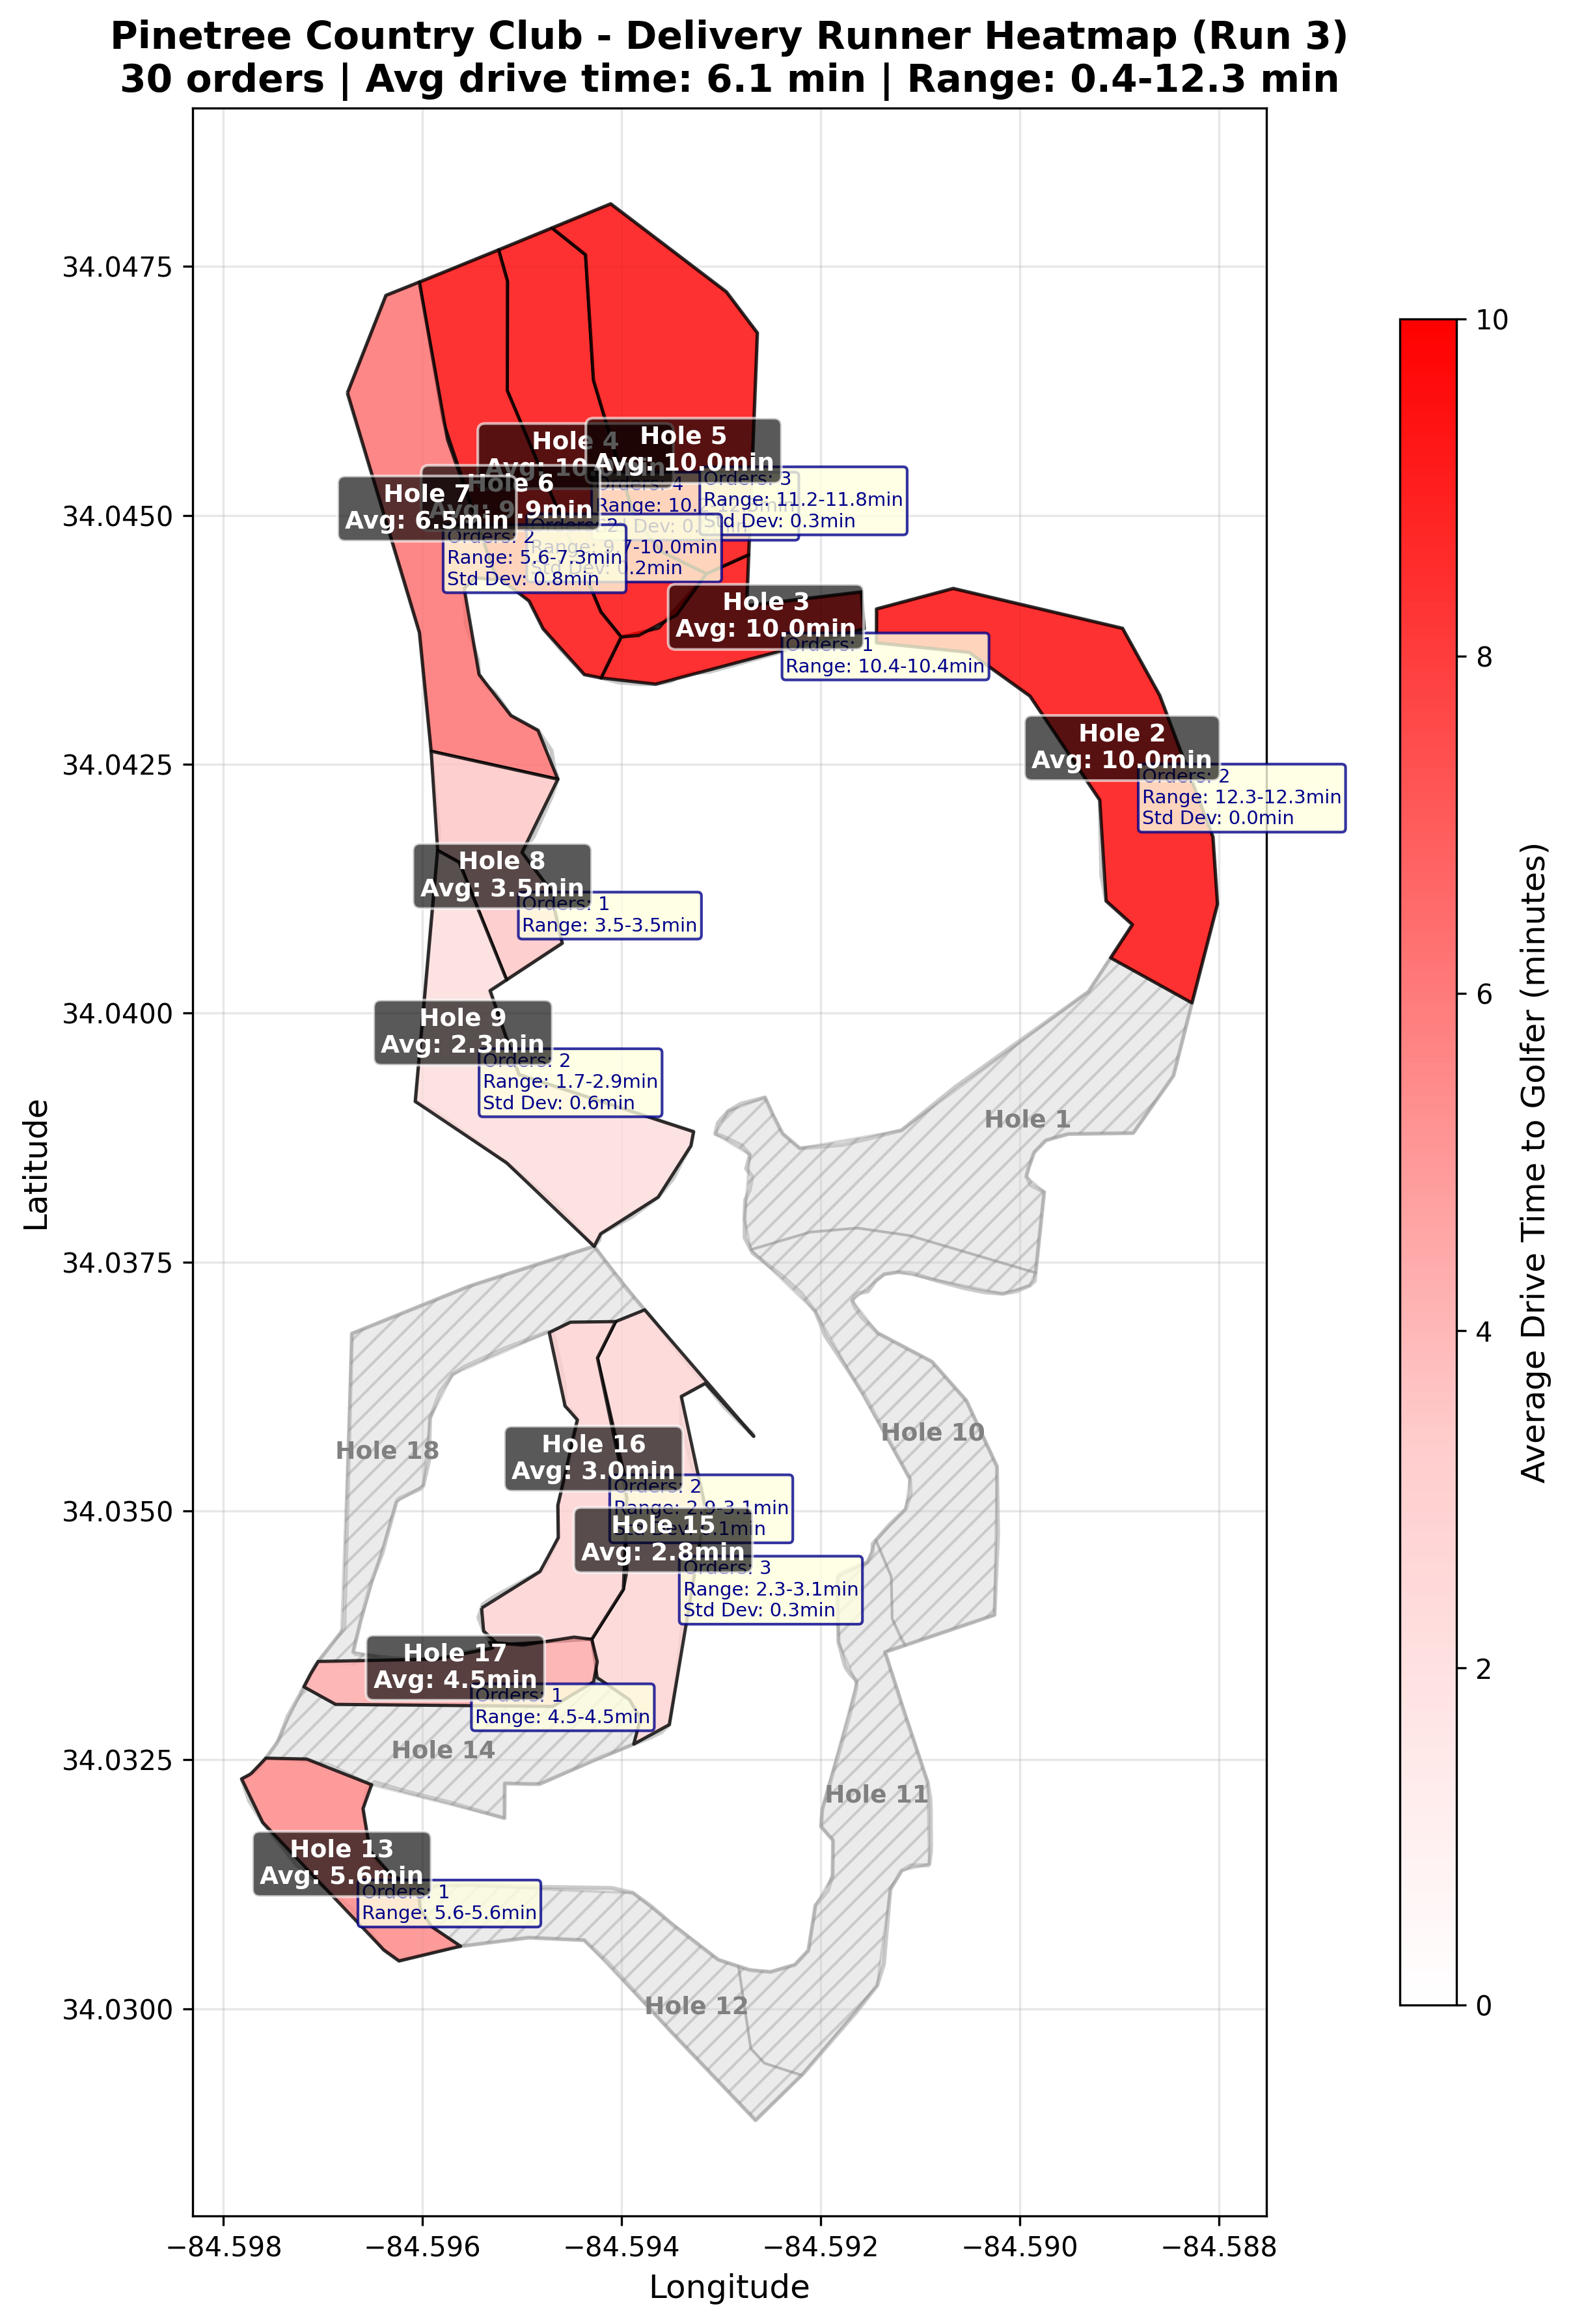 Pinetree Country Club - Delivery Runner Heatmap (Run 3)
30 orders | Avg drive time: 6.1 min | Range: 0.4-12.3 min
Latitude
34.0475
34.0450
34.0425
34.0400
34.0375
34.0350
34.0325
34.0300
Hole 4
Avg: 10.
Hole 5
Avg: 10.0min
Orders: 3
Range: 11.2-11.8min
Std Dev: 0.3min
Orders: 4
Range: 10.
Dev: 0.
Hole 6
9.9min
Orders: 2
Range: 9.7-10.0min
0.2min
Hole 7
Avg: 6.5min
Orders: 2
Range: 5.6-7.3min
Std Dev: 0.8min
Hole 3
Avg: 10.0min
Orders: 1
Range: 10.4-10.4min
Hole 2
Avg: 10.0min
Orders: 2
Range: 12.3-12.3min
Std Dev: 0.0min
Hole 8
Avg: 3.5min
Orders: 1
Range: 3.5-3.5min
Hole 9
Avg: 2.3min
Orders: 2
Range: 1.7-2.9min
Std Dev: 0.6min
Hole 1
Hole 10
Hole 18
Hole 16
Avg: 3.0min
Orders: 2
Range: 2.9-3.1min
Std Dev: 0.1min
Hole 15
Avg: 2.8min
Orders: 3
Range: 2.3-3.1min
Std Dev: 0.3min
Hole 17
Avg: 4.5min
Orders: 1
Range: 4.5-4.5min
Hole 14
Hole 11
Hole 13
Avg: 5.6min
Orders: 1
Range: 5.6-5.6min
Hole 12
−84.598
−84.596
−84.594
−84.592
−84.590
−84.588
Longitude
10
8
6
4
2
0
Average Drive Time to Golfer (minutes)